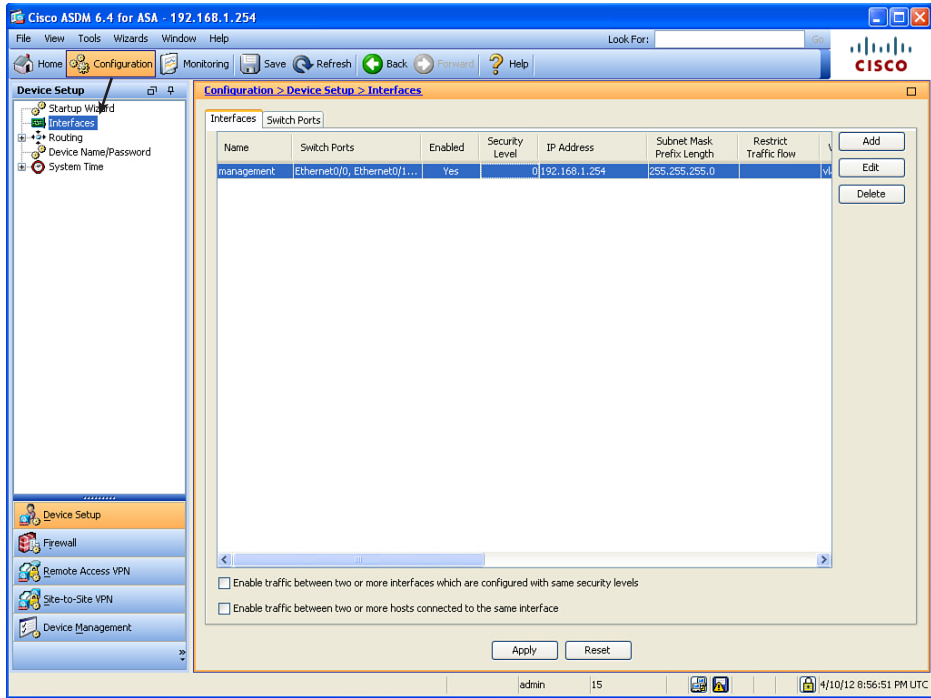 Cisco ASDM 6.4 for ASA - 192.168.1.254
File View Tools Wizards Window Help Look For: Go
Home Configuration Monitoring Save Refresh Back Forward Help
CISCO
Device Setup
Startup Wizard
Interfaces
Routing
Device Name/Password
System Time
Device Setup
Firewall
Remote Access VPN
Site-to-Site VPN
Device Management
Configuration > Device Setup > Interfaces
Interfaces Switch Ports
Name Switch Ports Enabled Security Level IP Address Subnet Mask Prefix Length Restrict Traffic flow
management Ethernet0/0, Ethernet0/1... Yes 0 192.168.1.254 255.255.255.0
Add
Edit
Delete
Enable traffic between two or more interfaces which are configured with same security levels
Enable traffic between two or more hosts connected to the same interface
Apply Reset
admin 15 4/10/12 8:56:51 PM UTC